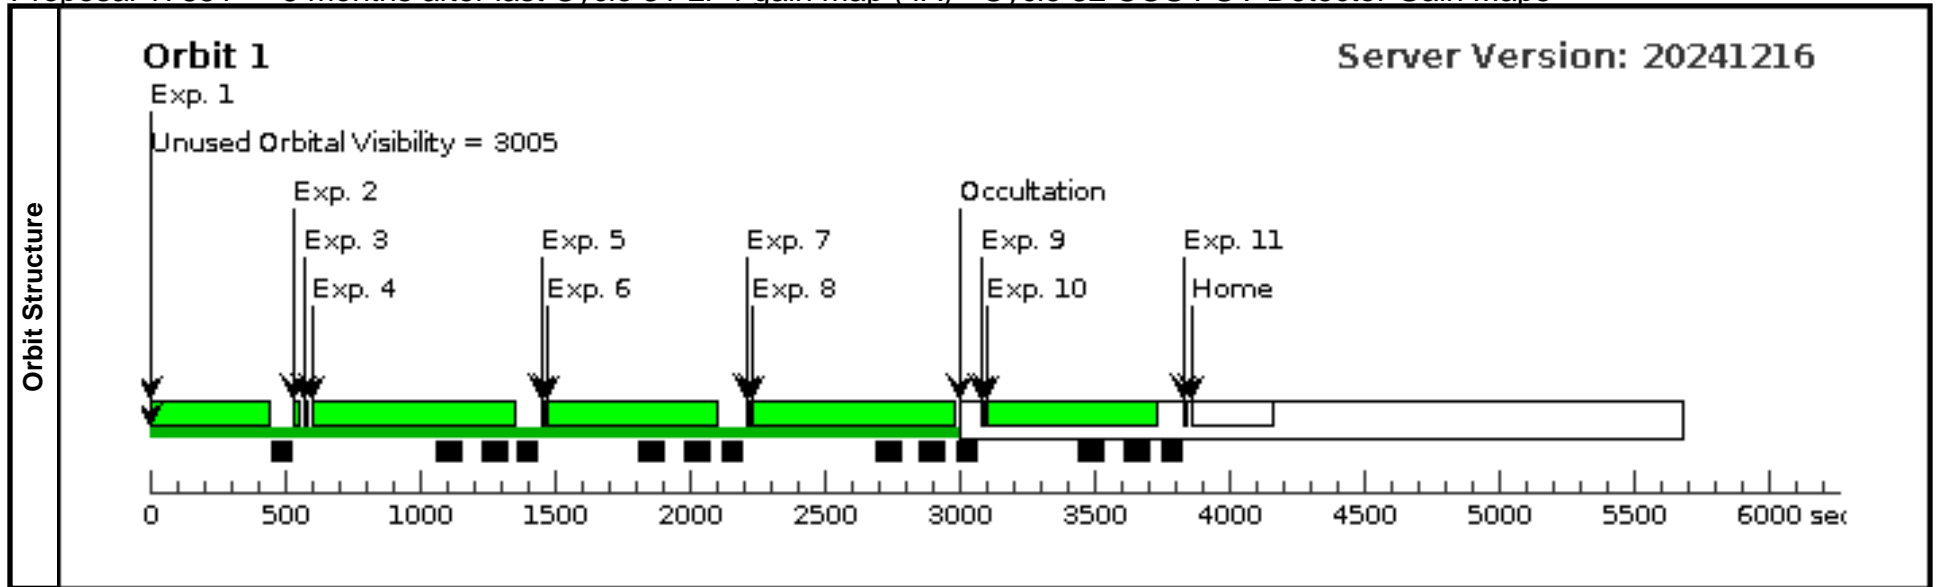 Orbit 1
Server Version: 20241216
Exp. 1
Unused Orbital Visibility = 3005
Exp. 2
Occultation
Exp. 3
Exp. 5
Exp. 7
Exp. 9
Exp. 11
Exp. 4
Exp. 6
Exp. 8
Exp. 10
Home
Orbit Structure
0 500 1000 1500 2000 2500 3000 3500 4000 4500 5000 5500 6000 sec